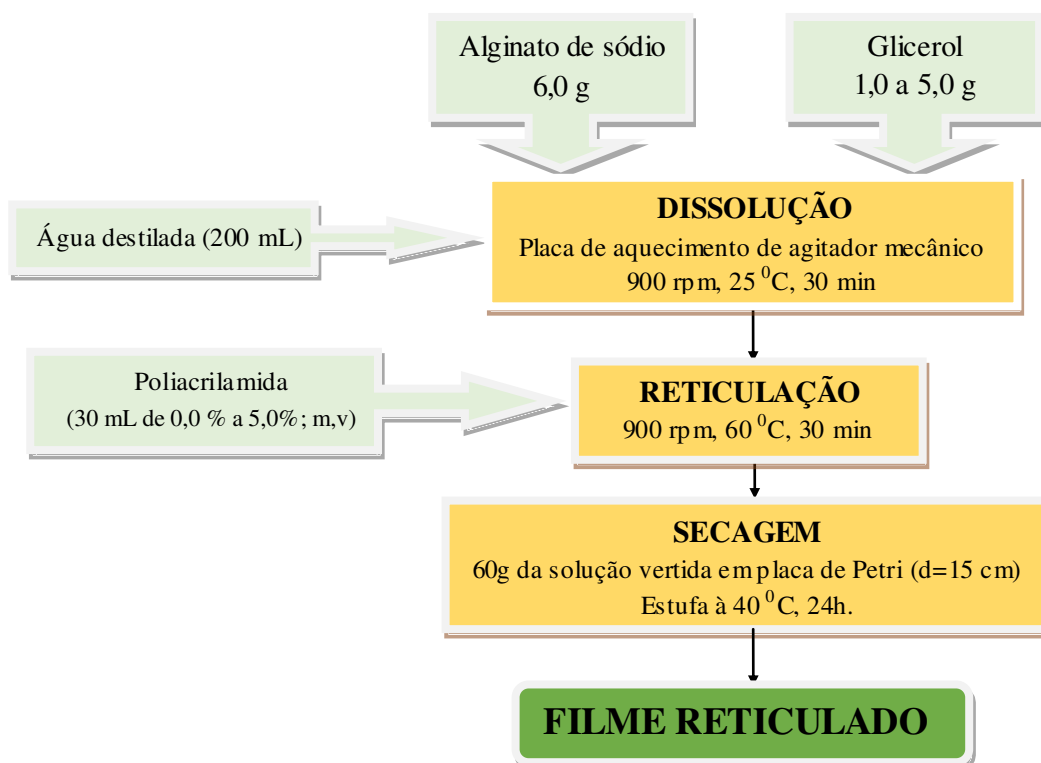 Alginato de sódio
6,0 g
Glicerol
1,0 a 5,0 g
Água destilada (200 mL)
DISSOLUÇÃO
Placa de aquecimento de agitador mecânico
900 rpm, 25 ⁰C, 30 min
Poliacrilamida
(30 mL de 0,0 % a 5,0%; m,v)
RETICULAÇÃO
900 rpm, 60 ⁰C, 30 min
SECAGEM
60g da solução vertida em placa de Petri (d=15 cm)
Estufa à 40 ⁰C, 24h.
FILME RETICULADO